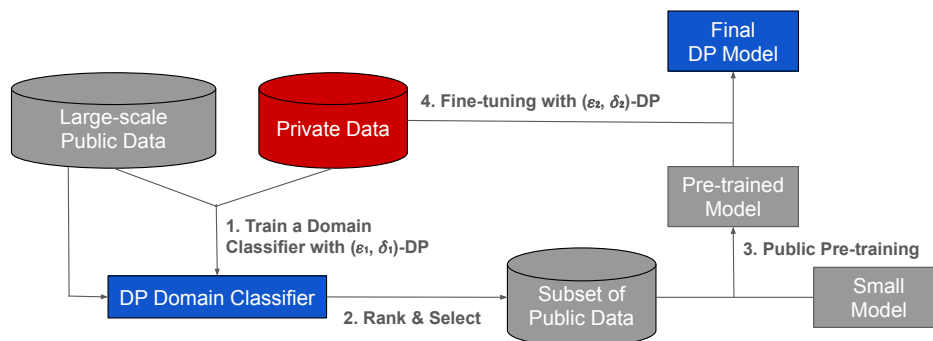 Final
DP Model
Large-scale
Public Data
Private Data
4. Fine-tuning with (ε₂, δ₂)-DP
Pre-trained
Model
1. Train a Domain
Classifier with (ε₁, δ₁)-DP
3. Public Pre-training
DP Domain Classifier
2. Rank & Select
Subset of
Public Data
Small
Model